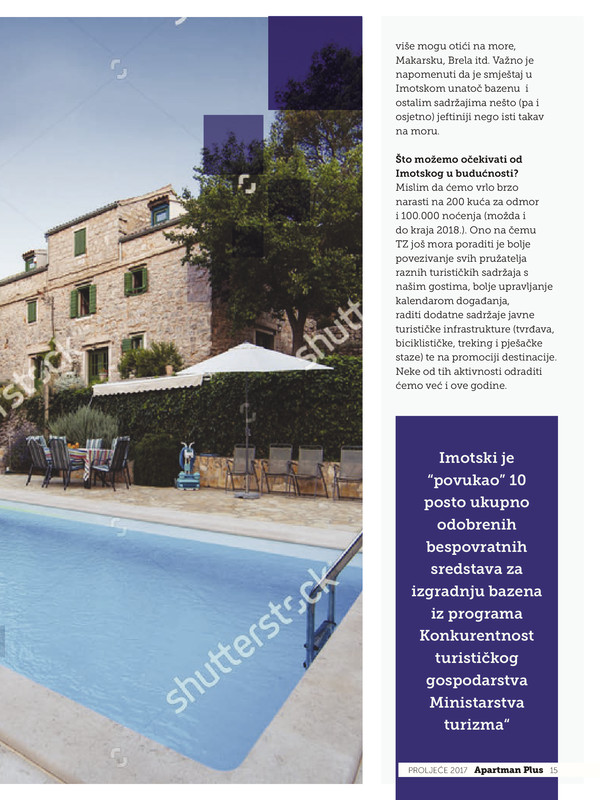 više mogu otići na more,
Makarsku, Brela itd. Važno je
napomenuti da je smještaj u
Imotskom unatoč bazenu  i
ostalim sadržajima nešto (pa i
osjetno) jeftiniji nego isti takav
na moru.
Što možemo očekivati od
Imotskog u budućnosti?
Mislim da ćemo vrlo brzo
narasti na 200 kuća za odmor
i 100.000 noćenja (možda i
do kraja 2018.). Ono na čemu
TZ još mora poraditi je bolje
povezivanje svih pružatelja
raznih turističkih sadržaja s
našim gostima, bolje upravljanje
kalendarom događanja,
raditi dodatne sadržaje javne
turističke infrastrukture (tvrđava,
biciklističke, treking i pješačke
staze) te na promociji destinacije.
Neke od tih aktivnosti odraditi
ćemo već i ove godine.
Imotski je
“povukao” 10
posto ukupno
odobrenih
bespovratnih
sredstava za
izgradnju bazena
iz programa
Konkurentnost
turističkog
gospodarstva
Ministarstva
turizma“
shutterstock
shutt
stock
PROLJEĆE 2017 Apartman Plus 15